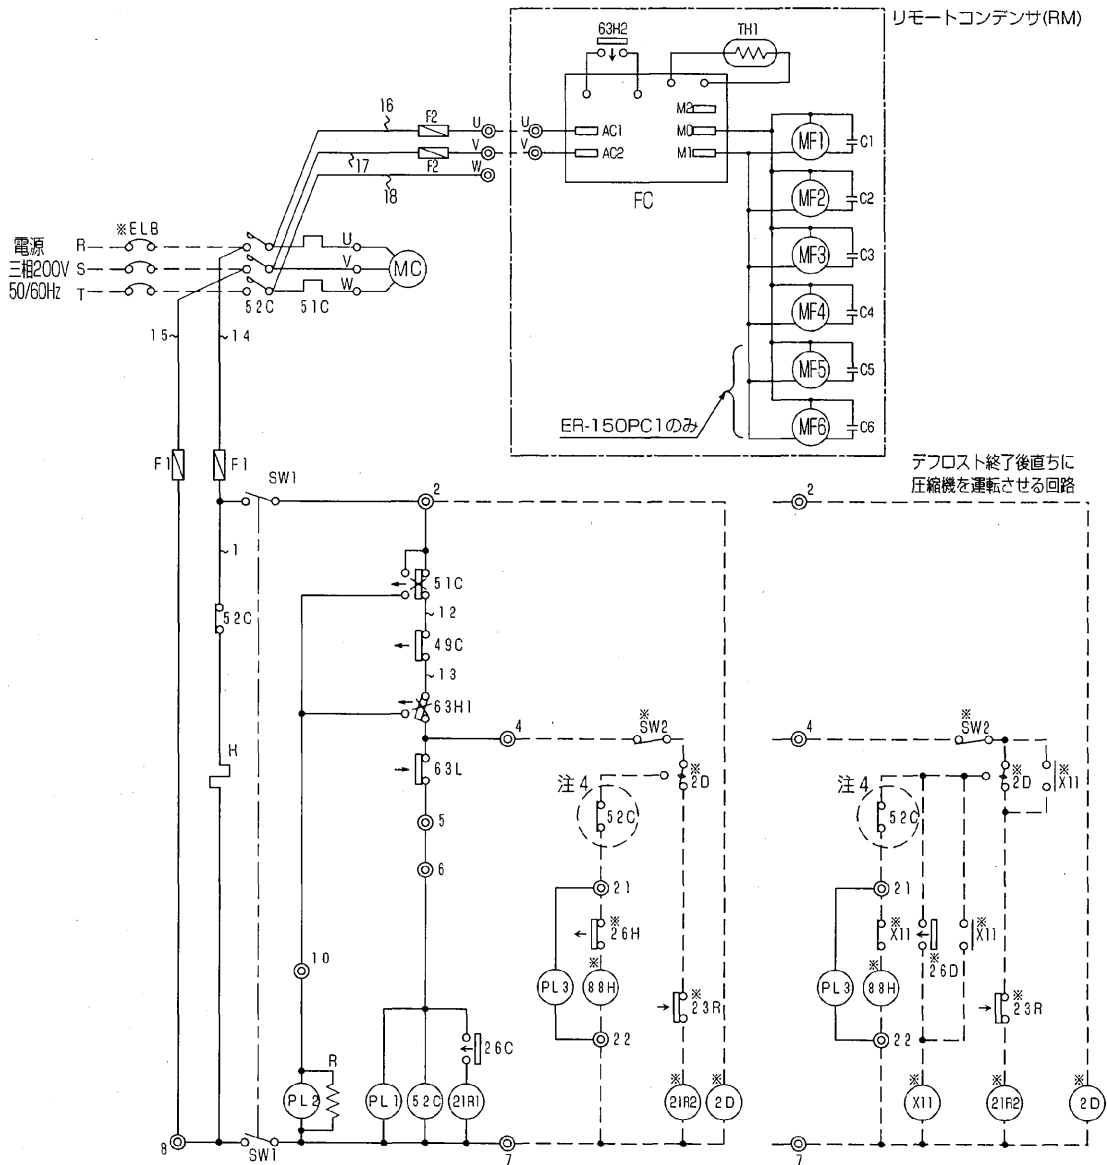 リモートコンデンサ(RM)
63H2
TH1
16
F2
U
U
AC1
M2
M0
MF1
C1
V
V
AC2
M1
17
F2
W
18
FC
MF2
C2
※ELB
電源
R
U
三相200V
S
V
MC
MF3
C3
50/60Hz
T
52C
51C
W
MF4
C4
15
14
MF5
C5
ER-150PC1のみ
MF6
C6
F1
F1
SW1
デフロスト終了後直ちに
圧縮機を運転させる回路
2
2
1
51C
12
52C
49C
13
63H1
4
※
SW2
4
※
SW2
H
63L
注4
※
2D
注4
※
2D
※
X11
5
52C
52C
6
21
21
※
26H
※
X11
※
26D
※
X11
10
PL3
※
88H
※
23R
PL3
※
88H
※
23R
22
22
26C
R
PL2
PL1
52C
21R1
※
21R2
※
2D
※
X11
※
21R2
※
2D
8
SW1
7
7